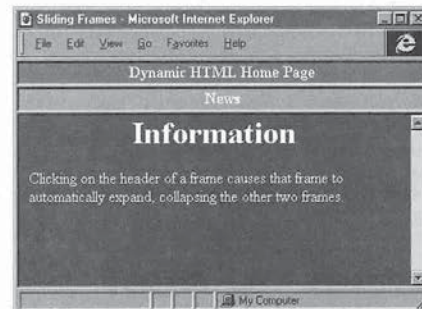 Sliding Frames - Microsoft Internet Explorer
File Edit View Go Favorites Help
Dynamic HTML Home Page
News
Information
Clicking on the header of a frame causes that frame to
automatically expand, collapsing the other two frames.
My Computer